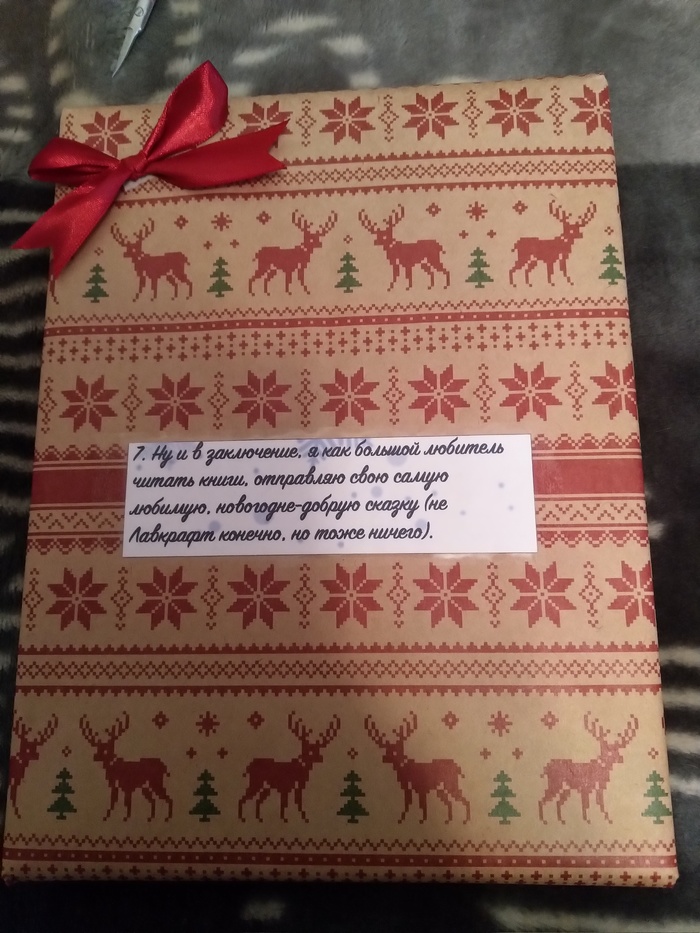 7. Ну и в заключение, я как большой любитель
читать книги, отправляю свою самую
любимую, новогодне-добрую сказку (не
Лавкрафт конечно, но тоже ничего).